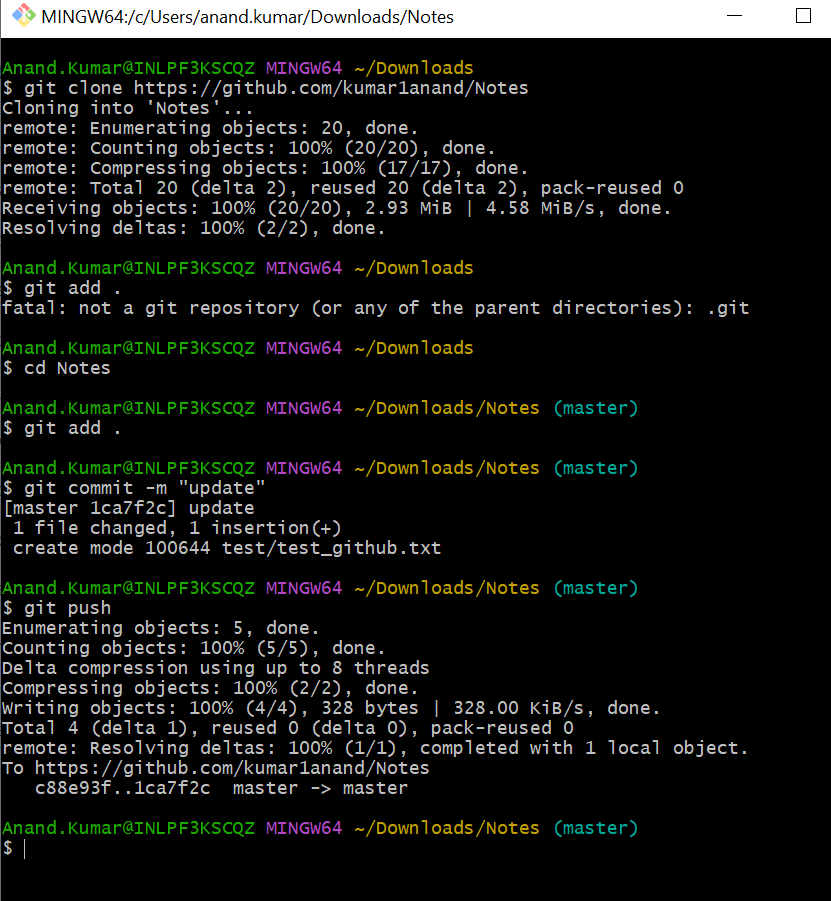 MINGW64:/c/Users/anand.kumar/Downloads/Notes
Anand.Kumar@INLPF3KSCQZ MINGW64 ~/Downloads
$ git clone https://github.com/kumar1anand/Notes
Cloning into 'Notes'...
remote: Enumerating objects: 20, done.
remote: Counting objects: 100% (20/20), done.
remote: Compressing objects: 100% (17/17), done.
remote: Total 20 (delta 2), reused 20 (delta 2), pack-reused 0
Receiving objects: 100% (20/20), 2.93 MiB | 4.58 MiB/s, done.
Resolving deltas: 100% (2/2), done.
Anand.Kumar@INLPF3KSCQZ MINGW64 ~/Downloads
$ git add .
fatal: not a git repository (or any of the parent directories): .git
Anand.Kumar@INLPF3KSCQZ MINGW64 ~/Downloads
$ cd Notes
Anand.Kumar@INLPF3KSCQZ MINGW64 ~/Downloads/Notes (master)
$ git add .
Anand.Kumar@INLPF3KSCQZ MINGW64 ~/Downloads/Notes (master)
$ git commit -m "update"
[master 1ca7f2c] update
 1 file changed, 1 insertion(+)
 create mode 100644 test/test_github.txt
Anand.Kumar@INLPF3KSCQZ MINGW64 ~/Downloads/Notes (master)
$ git push
Enumerating objects: 5, done.
Counting objects: 100% (5/5), done.
Delta compression using up to 8 threads
Compressing objects: 100% (2/2), done.
Writing objects: 100% (4/4), 328 bytes | 328.00 KiB/s, done.
Total 4 (delta 1), reused 0 (delta 0), pack-reused 0
remote: Resolving deltas: 100% (1/1), completed with 1 local object.
To https://github.com/kumar1anand/Notes
   c88e93f..1ca7f2c  master -> master
Anand.Kumar@INLPF3KSCQZ MINGW64 ~/Downloads/Notes (master)
$